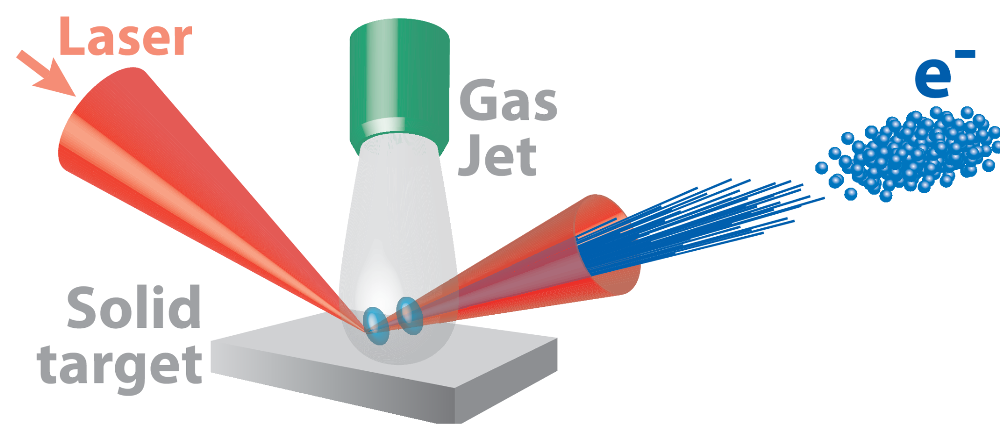 Laser
Gas
Jet
e-
Solid
target